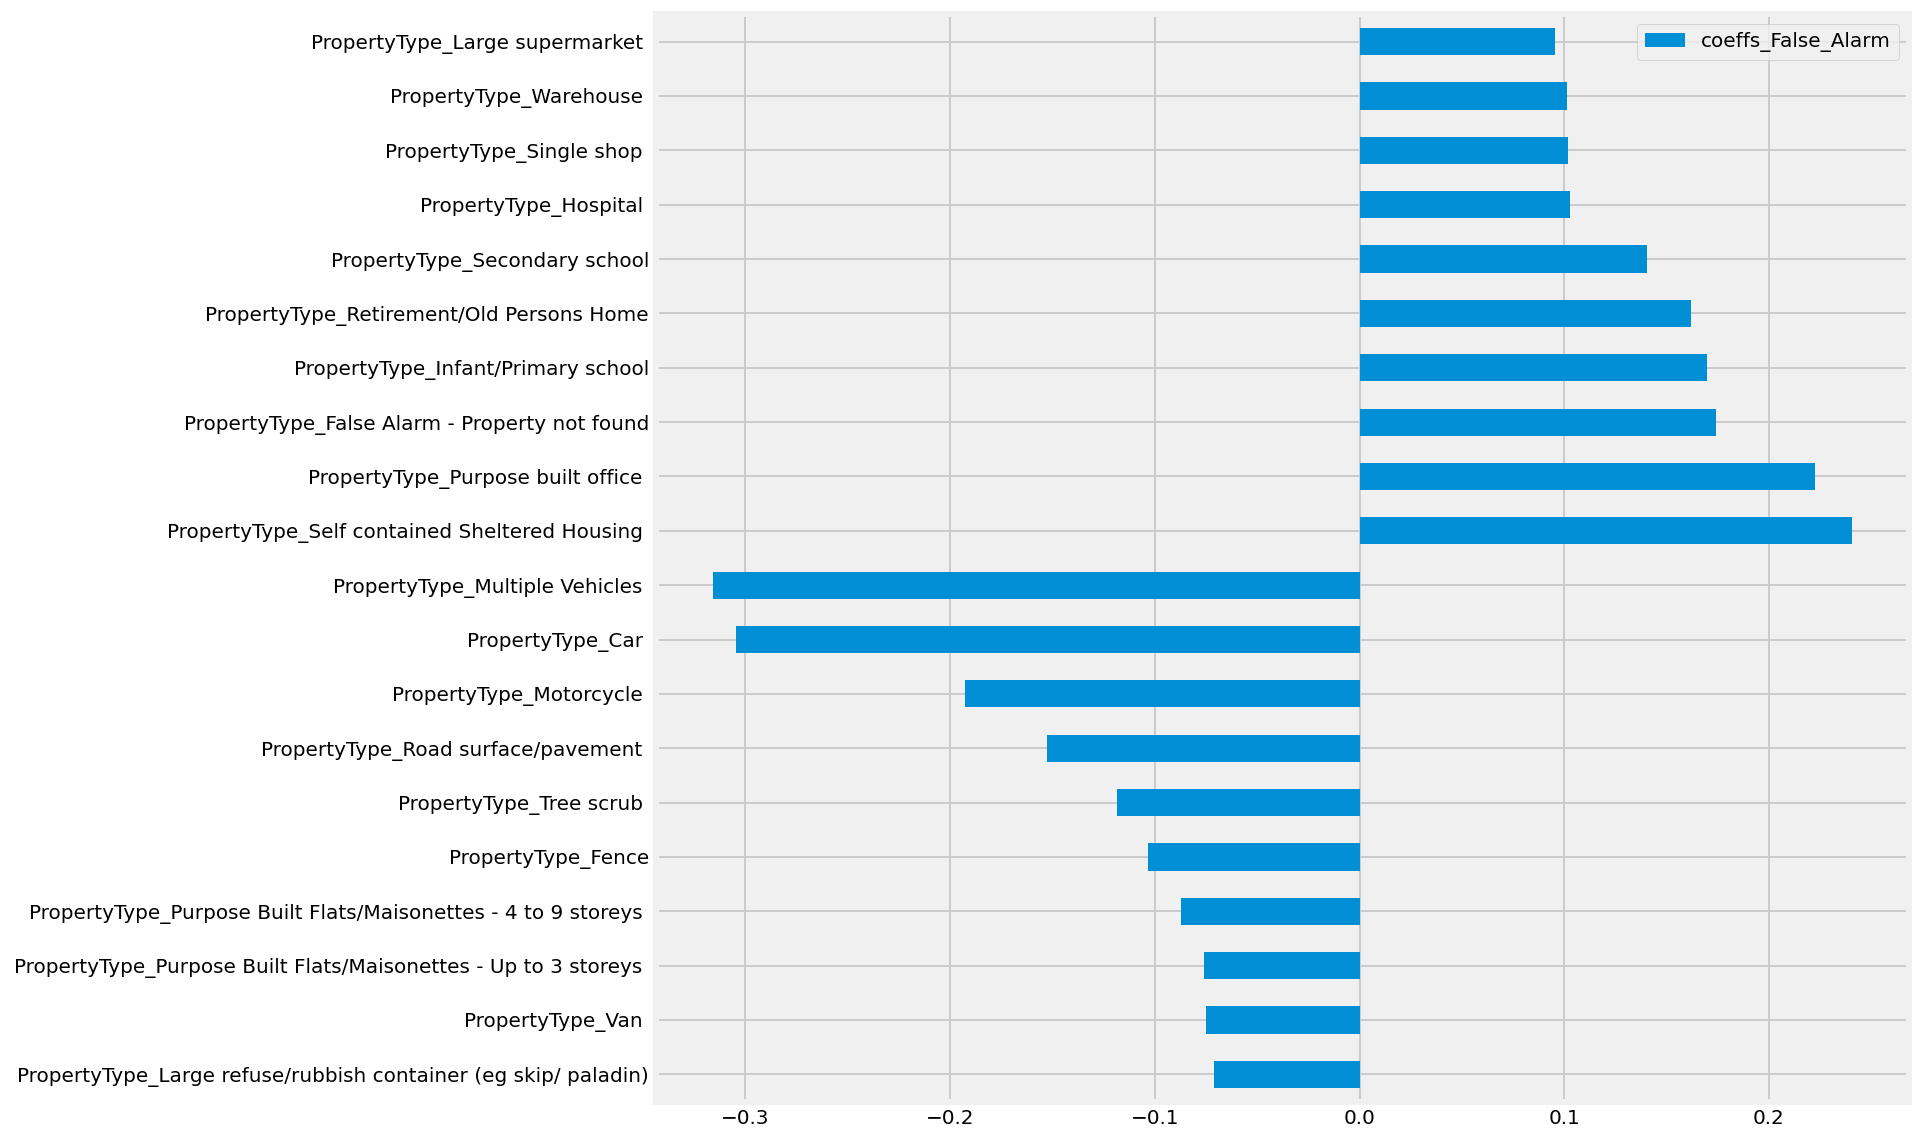 PropertyType_Large supermarket
coeffs_False_Alarm
PropertyType_Warehouse
PropertyType_Single shop
PropertyType_Hospital
PropertyType_Secondary school
PropertyType_Retirement/Old Persons Home
PropertyType_Infant/Primary school
PropertyType_False Alarm - Property not found
PropertyType_Purpose built office
PropertyType_Self contained Sheltered Housing
PropertyType_Multiple Vehicles
PropertyType_Car
PropertyType_Motorcycle
PropertyType_Road surface/pavement
PropertyType_Tree scrub
PropertyType_Fence
PropertyType_Purpose Built Flats/Maisonettes - 4 to 9 storeys
PropertyType_Purpose Built Flats/Maisonettes - Up to 3 storeys
PropertyType_Van
PropertyType_Large refuse/rubbish container (eg skip/ paladin)
−0.3 −0.2 −0.1 0.0 0.1 0.2